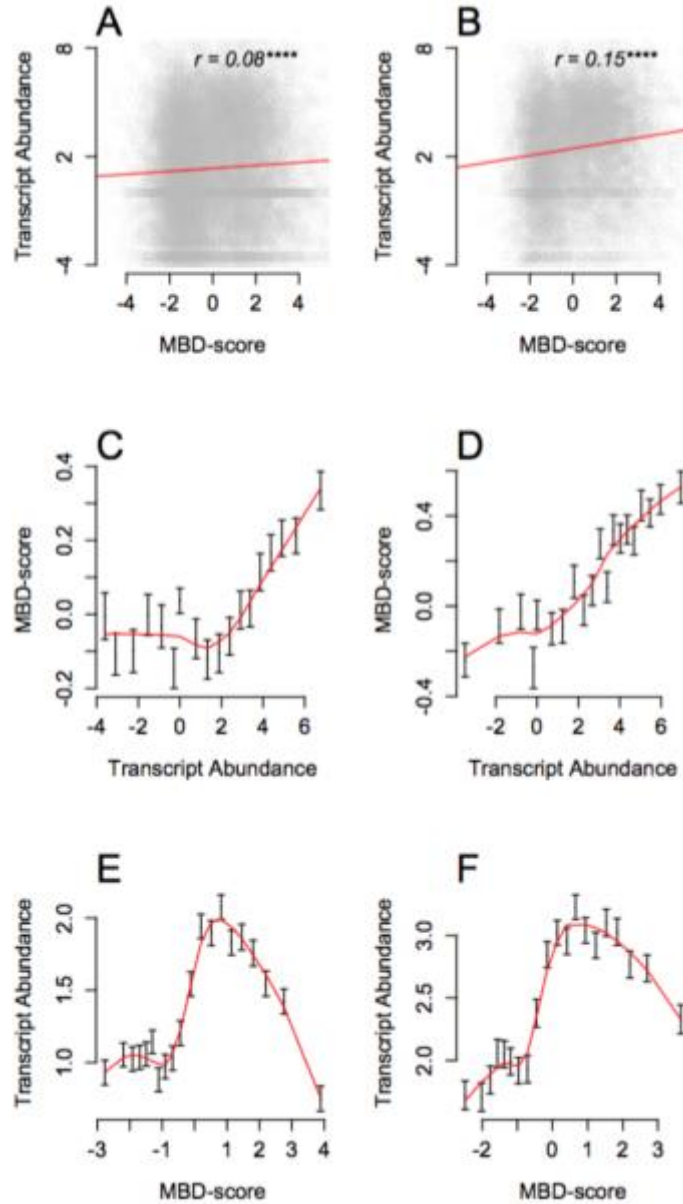 A
B
r = 0.08****
r = 0.15****
Transcript Abundance
8
2
-4
-4 -2 0 2 4
MBD-score
Transcript Abundance
8
2
-4
-4 -2 0 2 4
MBD-score
C
D
MBD-score
0.4
0.2
0.0
-0.2
-4 -2 0 2 4 6
Transcript Abundance
MBD-score
0.4
0.0
-0.4
-2 0 2 4 6
Transcript Abundance
E
F
Transcript Abundance
2.0
1.5
1.0
-3 -1 1 2 3 4
MBD-score
Transcript Abundance
3.0
2.5
2.0
-2 0 1 2 3
MBD-score